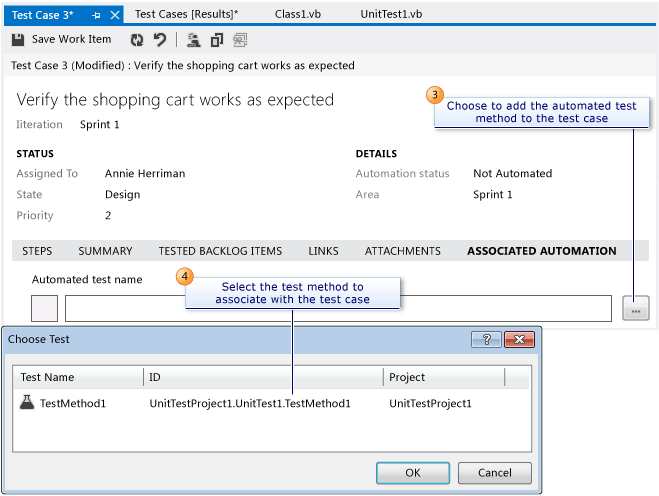 Test Case 3* Test Cases [Results]* Class1.vb UnitTest1.vb
Save Work Item
Test Case 3 (Modified) : Verify the shopping cart works as expected
Verify the shopping cart works as expected
3
Choose to add the automated test
method to the test case
Iiteration Sprint 1
STATUS DETAILS
Assigned To Annie Herriman Automation status Not Automated
State Design Area Sprint 1
Priority 2
STEPS SUMMARY TESTED BACKLOG ITEMS LINKS ATTACHMENTS ASSOCIATED AUTOMATION
Automated test name
4
Select the test method to
associate with the test case
...
Choose Test
?
Test Name ID Project
TestMethod1 UnitTestProject1.UnitTest1.TestMethod1 UnitTestProject1
OK Cancel